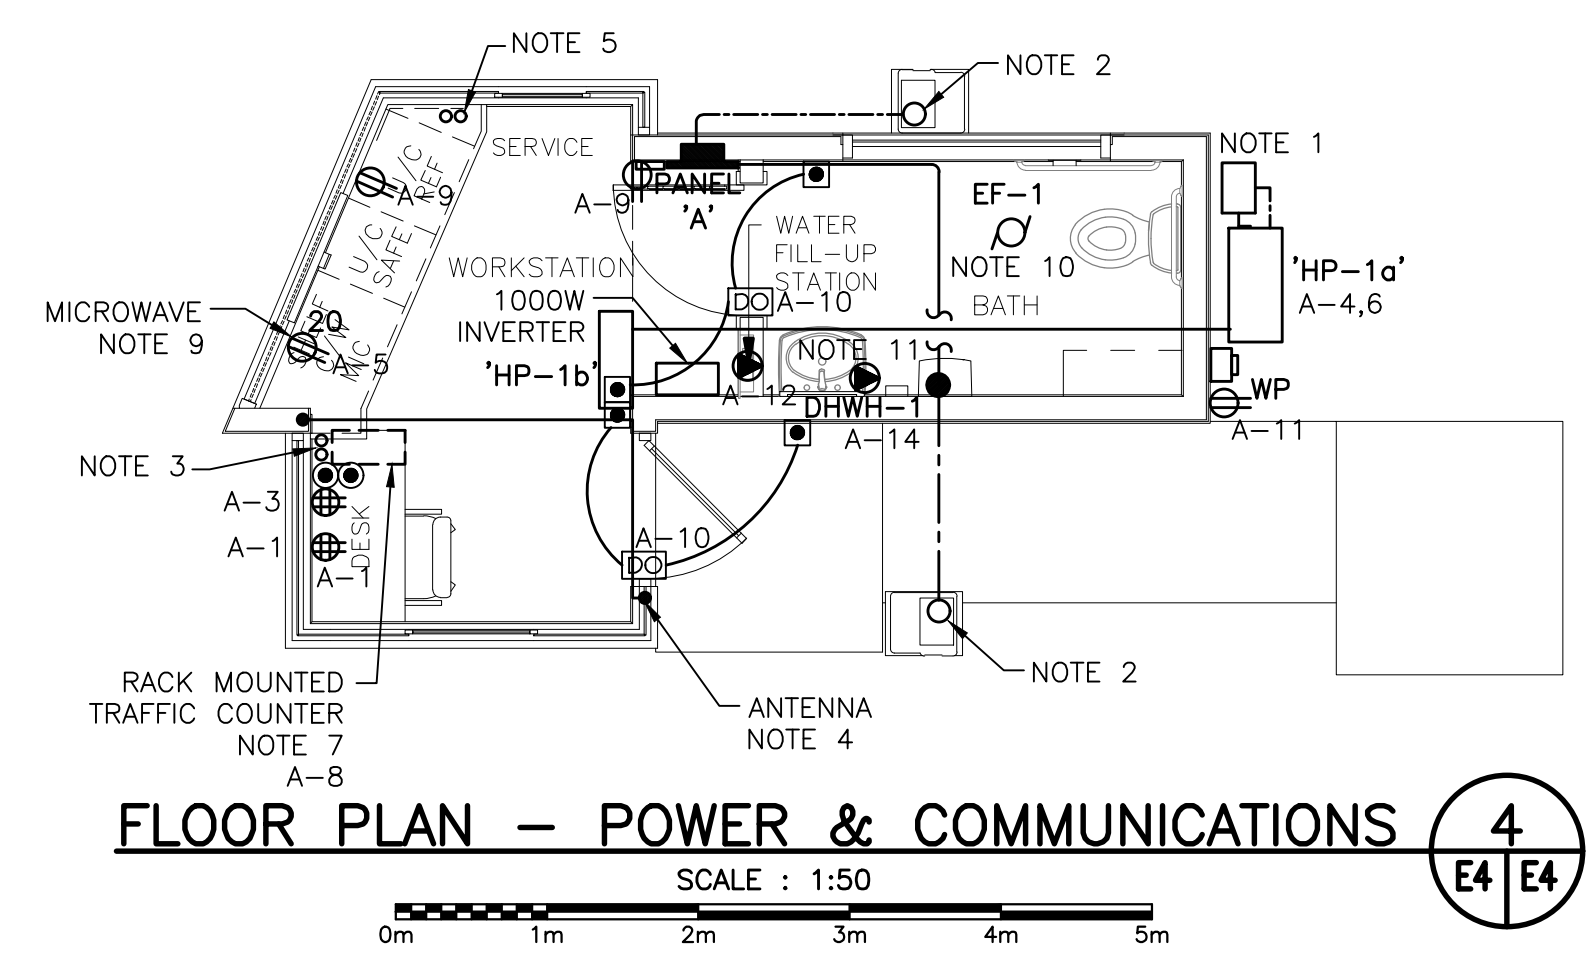 NOTE 5
NOTE 2
SERVICE
NOTE 1
U/C
REF
A-9
PANEL
'A'
A-9
EF-1
NOTE 10
WATER
FILL-UP
STATION
U/C
SAFE
WORKSTATION
1000W
INVERTER
A-10
BATH
'HP-1a'
A-4,6
MICROWAVE
NOTE 9
20
C/W
MIC
A-5
'HP-1b'
NOTE 11
A-12
DHWH-1
A-14
WP
A-11
NOTE 3
A-3
A-1
A-1
DESK
A-10
RACK MOUNTED
TRAFFIC COUNTER
NOTE 7
A-8
ANTENNA
NOTE 4
NOTE 2
FLOOR PLAN - POWER & COMMUNICATIONS
4
E4 E4
SCALE : 1:50
0m 1m 2m 3m 4m 5m